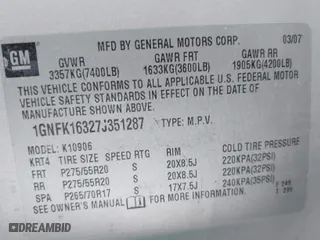 GM
MFD BY GENERAL MOTORS CORP. 03/07
GVWR GAWR FRT GAWR RR
3357KG(7400LB) 1633KG(3600LB) 1905KG(4200LB)
THIS VEHICLE CONFORMS TO ALL APPLICABLE U.S. FEDERAL
VEHICLE SAFETY STANDARDS IN EFFECT ON THE DATE OF
MANUFACTURE SHOWN ABOVE.
1GNFK16327J351287 TYPE: M.P.V.
MODEL: K10906
KRT4 TIRE SIZE SPEED RTG RIM COLD TIRE PRESSURE
FRT P275/55R20 S 20X8.5J 220KPA(32PSI)
RR P275/55R20 S 20X8.5J 220KPA(32PSI)
SPA P265/70R17 S 17X7.5J 240KPA(35PSI)
SEE OWNER'S MANUAL FOR